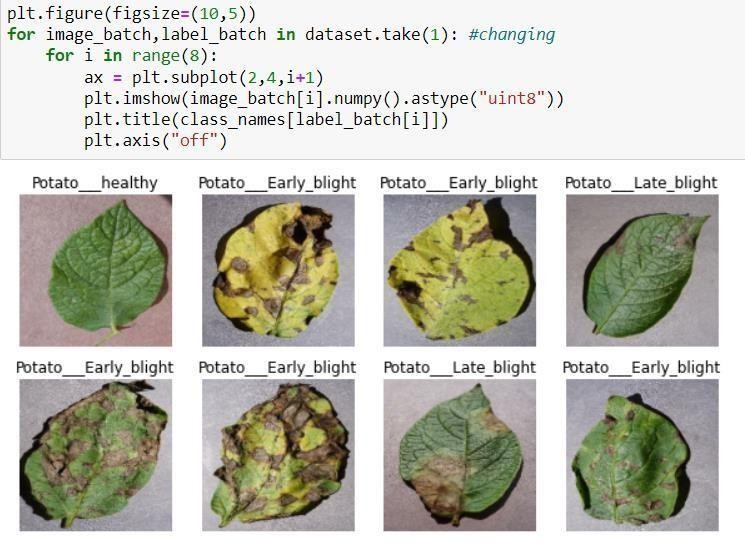 plt.figure(figsize=(10,5))
for image_batch,label_batch in dataset.take(1): #changing
    for i in range(8):
        ax = plt.subplot(2,4,i+1)
        plt.imshow(image_batch[i].numpy().astype("uint8"))
        plt.title(class_names[label_batch[i]])
        plt.axis("off")
Potato___healthy Potato___Early_blight Potato___Early_blight Potato___Late_blight
Potato___Early_blight Potato___Early_blight Potato___Late_blight Potato___Early_blight